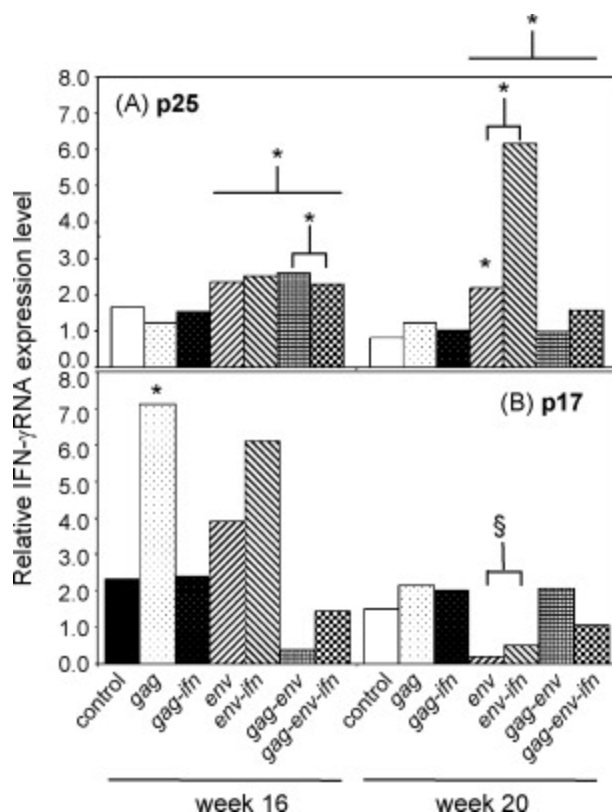 *
8.0
7.0
6.0
5.0
4.0
3.0
2.0
1.0
0.0
(A) p25
*
*
*
*
8.0
7.0
6.0
5.0
4.0
3.0
2.0
1.0
0.0
(B) p17
*
§
Relative IFN-γRNA expression level
control
gag
gag-ifn
env
env-ifn
gag-env
gag-env-ifn
control
gag
gag-ifn
env
env-ifn
gag-env
gag-env-ifn
week 16
week 20